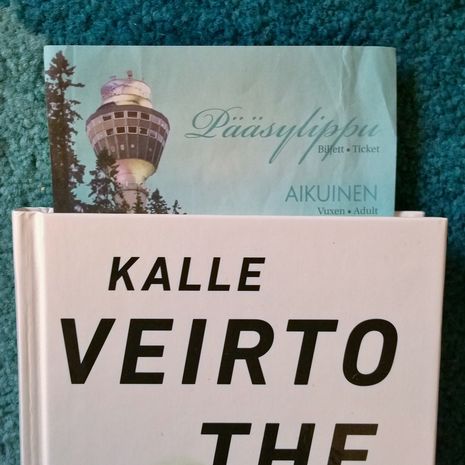 Pääsylippu
Biljett • Ticket
AIKUINEN
Vuxen • Adult
KALLE
VEIRTO
THE